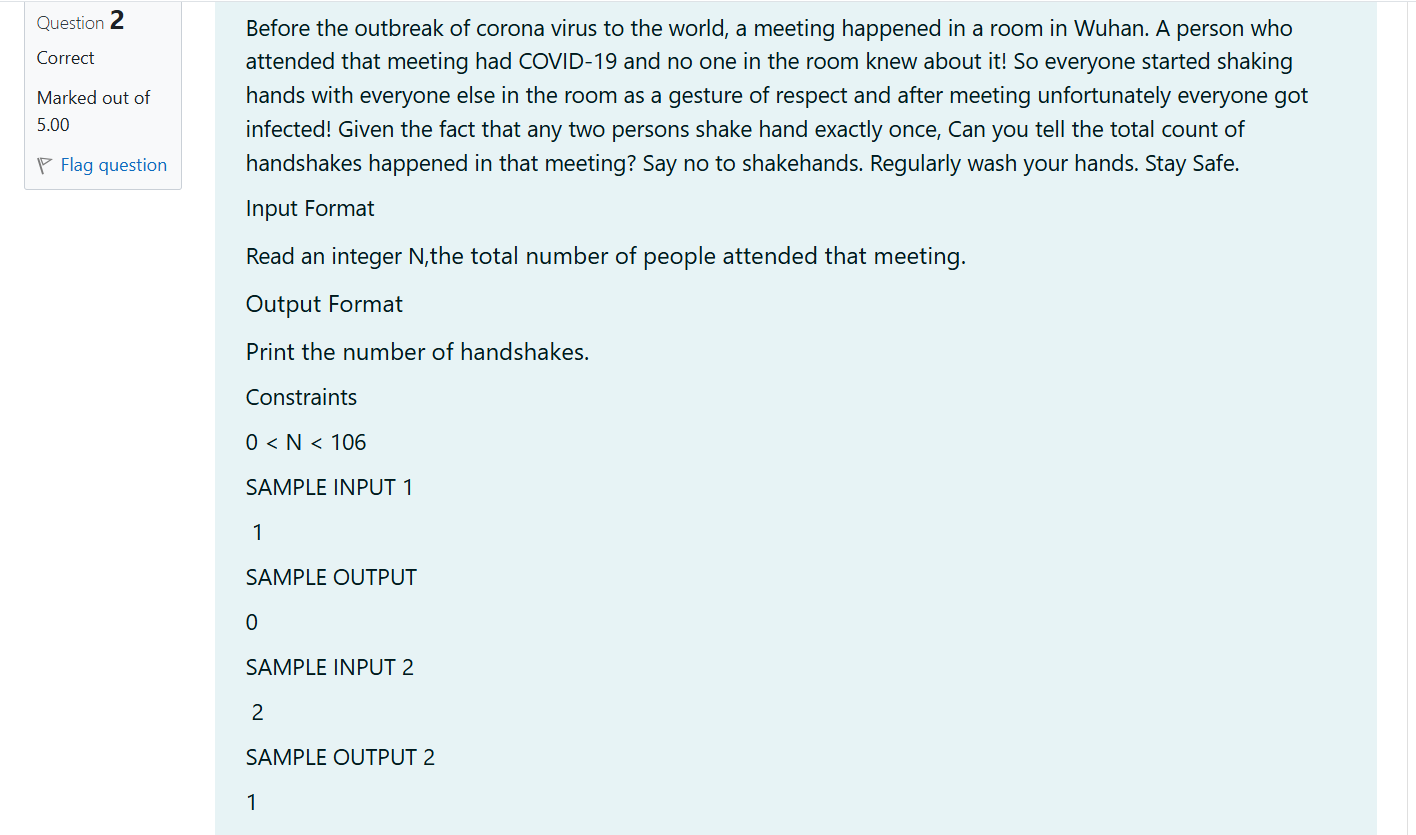 Question 2
Correct
Marked out of
5.00
Flag question
Before the outbreak of corona virus to the world, a meeting happened in a room in Wuhan. A person who
attended that meeting had COVID-19 and no one in the room knew about it! So everyone started shaking
hands with everyone else in the room as a gesture of respect and after meeting unfortunately everyone got
infected! Given the fact that any two persons shake hand exactly once, Can you tell the total count of
handshakes happened in that meeting? Say no to shakehands. Regularly wash your hands. Stay Safe.
Input Format
Read an integer N,the total number of people attended that meeting.
Output Format
Print the number of handshakes.
Constraints
0 < N < 106
SAMPLE INPUT 1
1
SAMPLE OUTPUT
0
SAMPLE INPUT 2
2
SAMPLE OUTPUT 2
1